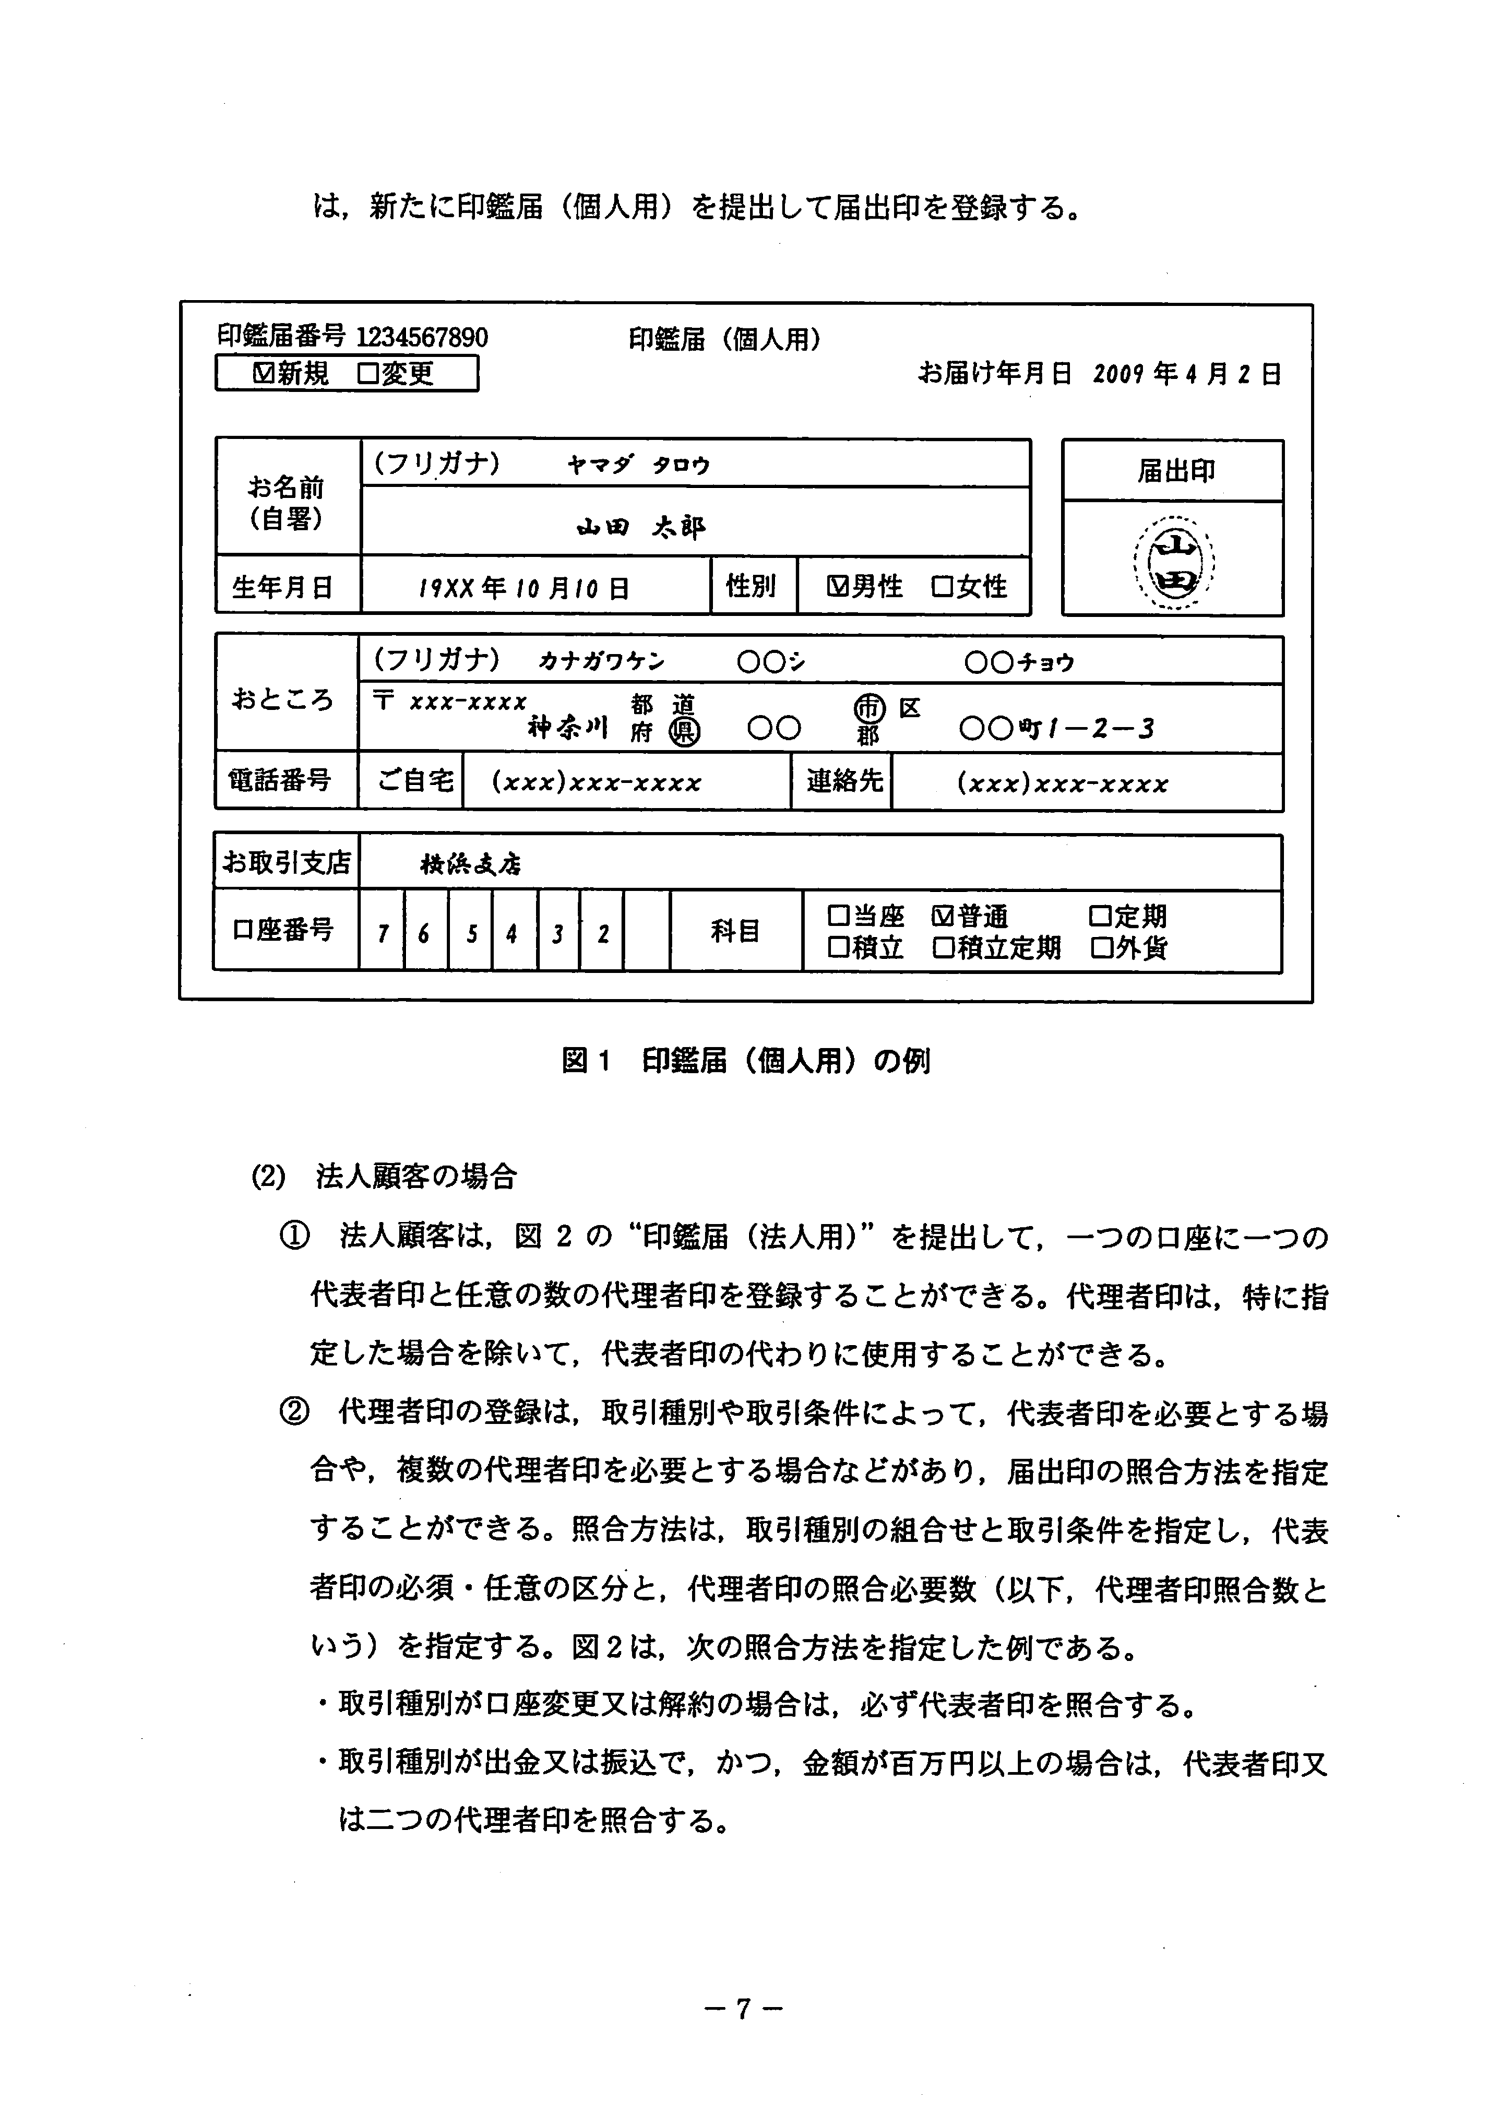 は，新たに印鑑届（個人用）を提出して届出印を登録する。
印鑑届番号 1234567890
印鑑届（個人用）
☑新規 □変更
お届け年月日 2009 年 4 月 2 日
お名前
（自署）
（フリガナ） ヤマダ タロウ
山田 太郎
届出印
山田
生年月日 19XX 年 10 月 10 日 性別 ☑男性 □女性
おところ
（フリガナ） カナガワケン ○○シ ○○チョウ
〒 xxx-xxxx
神奈川 都 道 府 県 ○○ 市 区 郡 ○○町1－2－3
電話番号 ご自宅 (xxx)xxx-xxxx 連絡先 (xxx)xxx-xxxx
お取引支店 横浜支店
口座番号 7 6 5 4 3 2 科目
□当座 ☑普通 □定期
□積立 □積立定期 □外貨
図 1 印鑑届（個人用）の例
(2) 法人顧客の場合
① 法人顧客は，図 2 の“印鑑届（法人用）”を提出して，一つの口座に一つの
代表者印と任意の数の代理者印を登録することができる。代理者印は，特に指
定した場合を除いて，代表者印の代わりに使用することができる。
② 代理者印の登録は，取引種別や取引条件によって，代表者印を必要とする場
合や，複数の代理者印を必要とする場合などがあり，届出印の照合方法を指定
することができる。照合方法は，取引種別の組合せと取引条件を指定し，代表
者印の必須・任意の区分と，代理者印の照合必要数（以下，代理者印照合数と
いう）を指定する。図 2 は，次の照合方法を指定した例である。
・取引種別が口座変更又は解約の場合は，必ず代表者印を照合する。
・取引種別が出金又は振込で，かつ，金額が百万円以上の場合は，代表者印又
は二つの代理者印を照合する。
－ 7 －